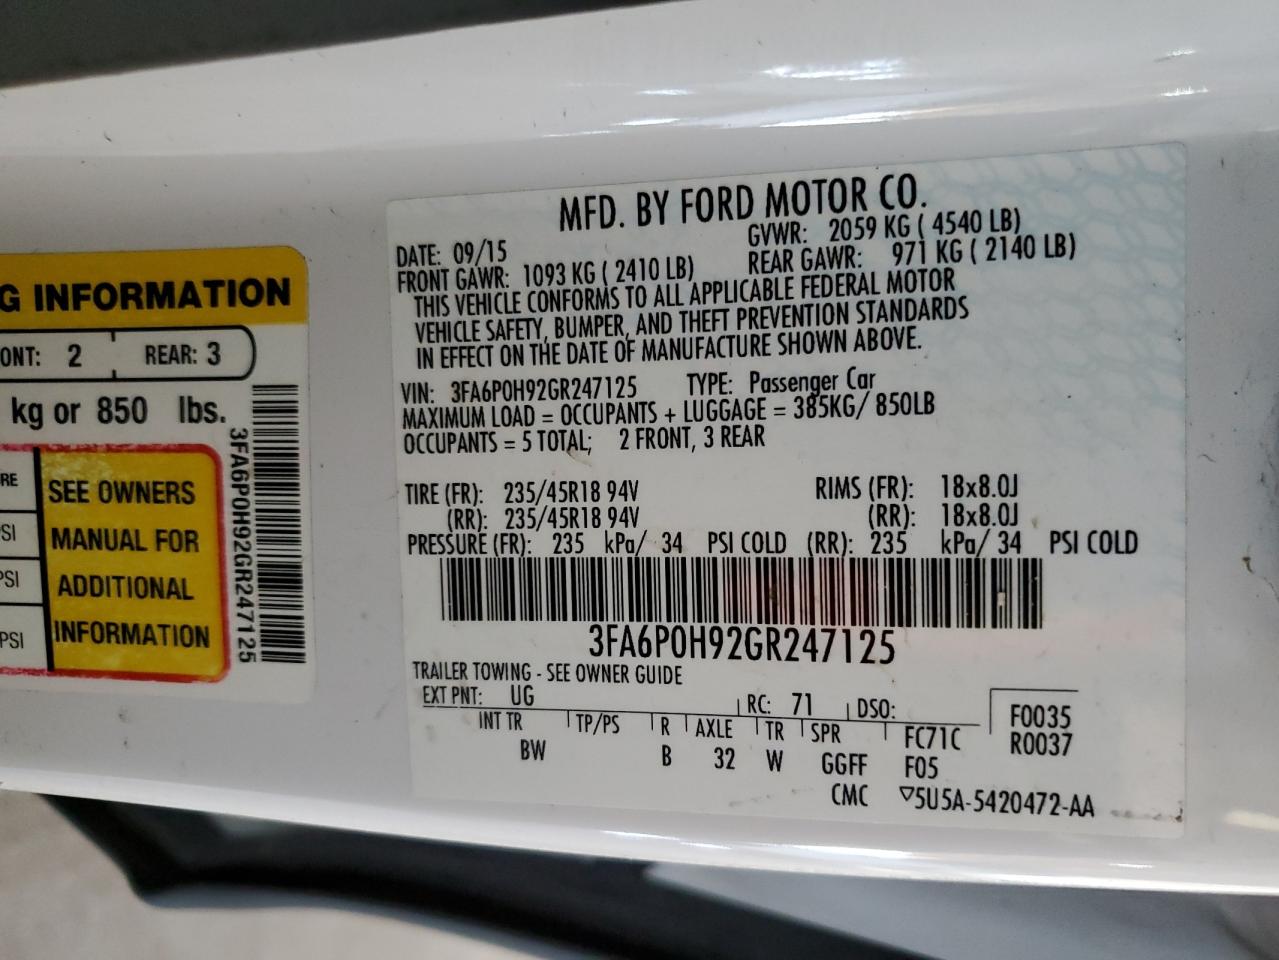 G INFORMATION
ONT: 2 REAR: 3
kg or 850 lbs.
RE
PSI
PSI
PSI
SEE OWNERS
MANUAL FOR
ADDITIONAL
INFORMATION
3FA6P0H92GR247125
MFD. BY FORD MOTOR CO.
DATE: 09/15 GVWR: 2059 KG ( 4540 LB)
FRONT GAWR: 1093 KG ( 2410 LB) REAR GAWR: 971 KG ( 2140 LB)
THIS VEHICLE CONFORMS TO ALL APPLICABLE FEDERAL MOTOR
VEHICLE SAFETY, BUMPER, AND THEFT PREVENTION STANDARDS
IN EFFECT ON THE DATE OF MANUFACTURE SHOWN ABOVE.
VIN: 3FA6P0H92GR247125 TYPE: Passenger Car
MAXIMUM LOAD = OCCUPANTS + LUGGAGE = 385KG/ 850LB
OCCUPANTS = 5 TOTAL; 2 FRONT, 3 REAR
TIRE (FR): 235/45R18 94V RIMS (FR): 18x8.0J
(RR): 235/45R18 94V (RR): 18x8.0J
PRESSURE (FR): 235 kPa/ 34 PSI COLD (RR): 235 kPa/ 34 PSI COLD
3FA6P0H92GR247125
TRAILER TOWING - SEE OWNER GUIDE
EXT PNT: UG RC: 71 DSO: F0035
INT TR TP/PS R AXLE TR SPR FC71C R0037
BW B 32 W GGFF F05
CMC ▽5U5A-5420472-AA